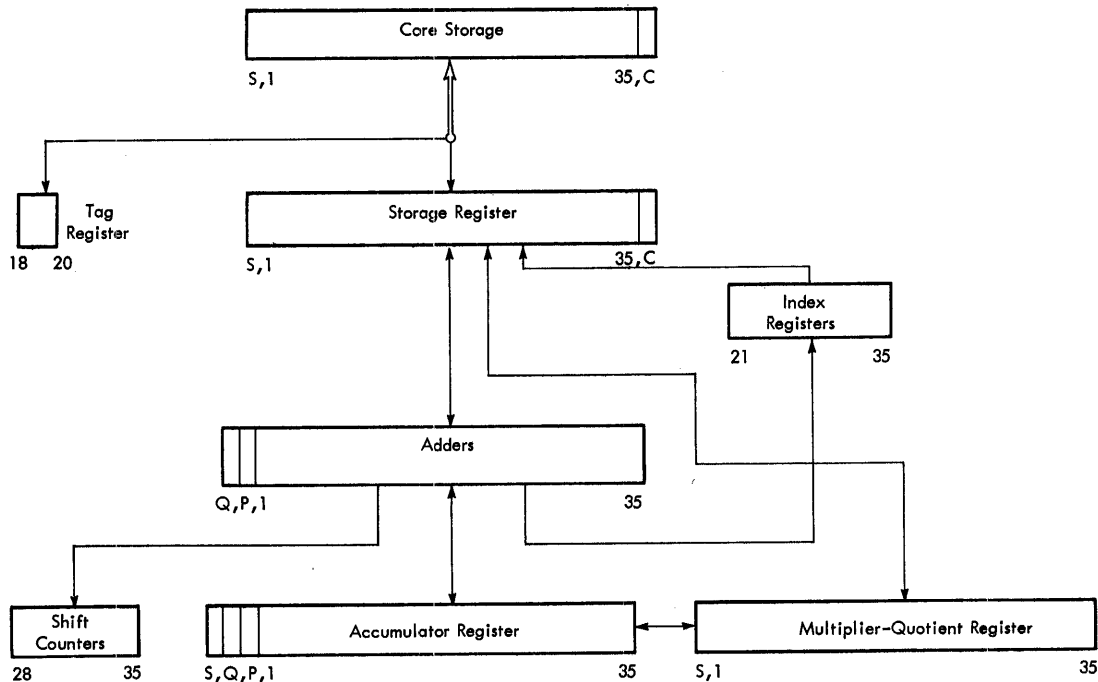 Core Storage
S,1
35,C
Tag
Register
18 20
Storage Register
S,1
35,C
Index
Registers
21 35
Adders
Q,P,1
35
Shift
Counters
28 35
Accumulator Register
S,Q,P,1
35
Multiplier-Quotient Register
S,1
35